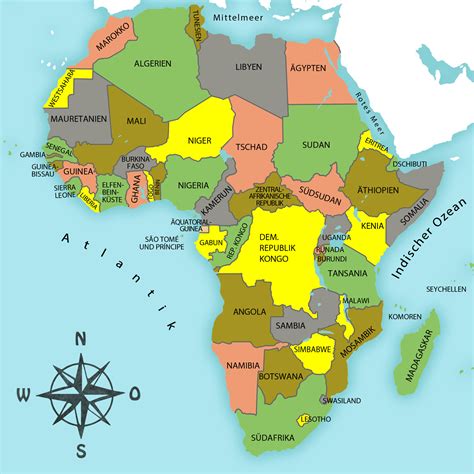 Mittelmeer
MAROKKO
TUNESIEN
ALGERIEN
LIBYEN
ÄGYPTEN
WESTSAHARA
Rotes Meer
MAURETANIEN
MALI
NIGER
TSCHAD
SUDAN
ERITREA
DSCHIBUTI
SENEGAL
GAMBIA
GUINEA-
BISSAU
GUINEA
SIERRA
LEONE
LIBERIA
ELFEN-
BEIN-
KÜSTE
BURKINA
FASO
GHANA
TOGO
BENIN
NIGERIA
KAMERUN
ZENTRAL-
AFRIKANISCHE
REPUBLIK
SÜDSUDAN
ÄTHIOPIEN
SOMALIA
ÄQUATORIAL-
GUINEA
SÃO TOMÉ
UND PRÍNCIPE
GABUN
REP. KONGO
DEM.
REPUBLIK
KONGO
UGANDA
KENIA
RUANDA
BURUNDI
TANSANIA
Indischer Ozean
Atlantik
SEYCHELLEN
KOMOREN
ANGOLA
SAMBIA
MALAWI
MOSAMBIK
MADAGASKAR
SIMBABWE
NAMIBIA
BOTSWANA
SWASILAND
LESOTHO
SÜDAFRIKA
N
W
O
S